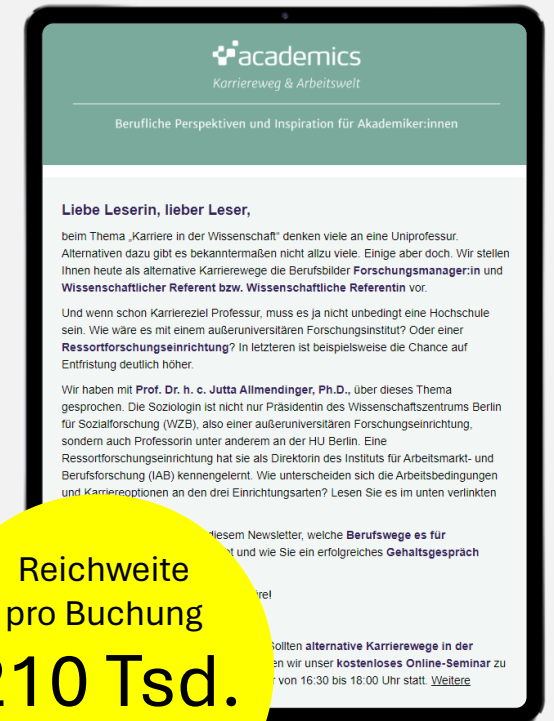 academics
Karriereweg & Arbeitswelt
Berufliche Perspektiven und Inspiration für Akademiker:innen
Liebe Leserin, lieber Leser,
beim Thema „Karriere in der Wissenschaft" denken viele an eine Uniprofessur.
Alternativen dazu gibt es bekanntermaßen nicht allzu viele. Einige aber doch. Wir stellen
Ihnen heute als alternative Karrierewege die Berufsbilder Forschungsmanager:in und
Wissenschaftlicher Referent bzw. Wissenschaftliche Referentin vor.
Und wenn schon Karriereziel Professur, muss es ja nicht unbedingt eine Hochschule
sein. Wie wäre es mit einem außeruniversitären Forschungsinstitut? Oder einer
Ressortforschungseinrichtung? In letzteren ist beispielsweise die Chance auf
Entfristung deutlich höher.
Wir haben mit Prof. Dr. h. c. Jutta Allmendinger, Ph.D., über dieses Thema
gesprochen. Die Soziologin ist nicht nur Präsidentin des Wissenschaftszentrums Berlin
für Sozialforschung (WZB), also einer außeruniversitären Forschungseinrichtung,
sondern auch Professorin unter anderem an der HU Berlin. Eine
Ressortforschungseinrichtung hat sie als Direktorin des Instituts für Arbeitsmarkt- und
Berufsforschung (IAB) kennengelernt. Wie unterscheiden sich die Arbeitsbedingungen
und Karriereoptionen an den drei Einrichtungsarten? Lesen Sie es im unten verlinkten
diesem Newsletter, welche Berufswege es für
und wie Sie ein erfolgreiches Gehaltsgespräch
Sollten alternative Karrierewege in der
wir unser kostenloses Online-Seminar zu
von 16:30 bis 18:00 Uhr statt. Weitere
Reichweite
pro Buchung
210 Tsd.